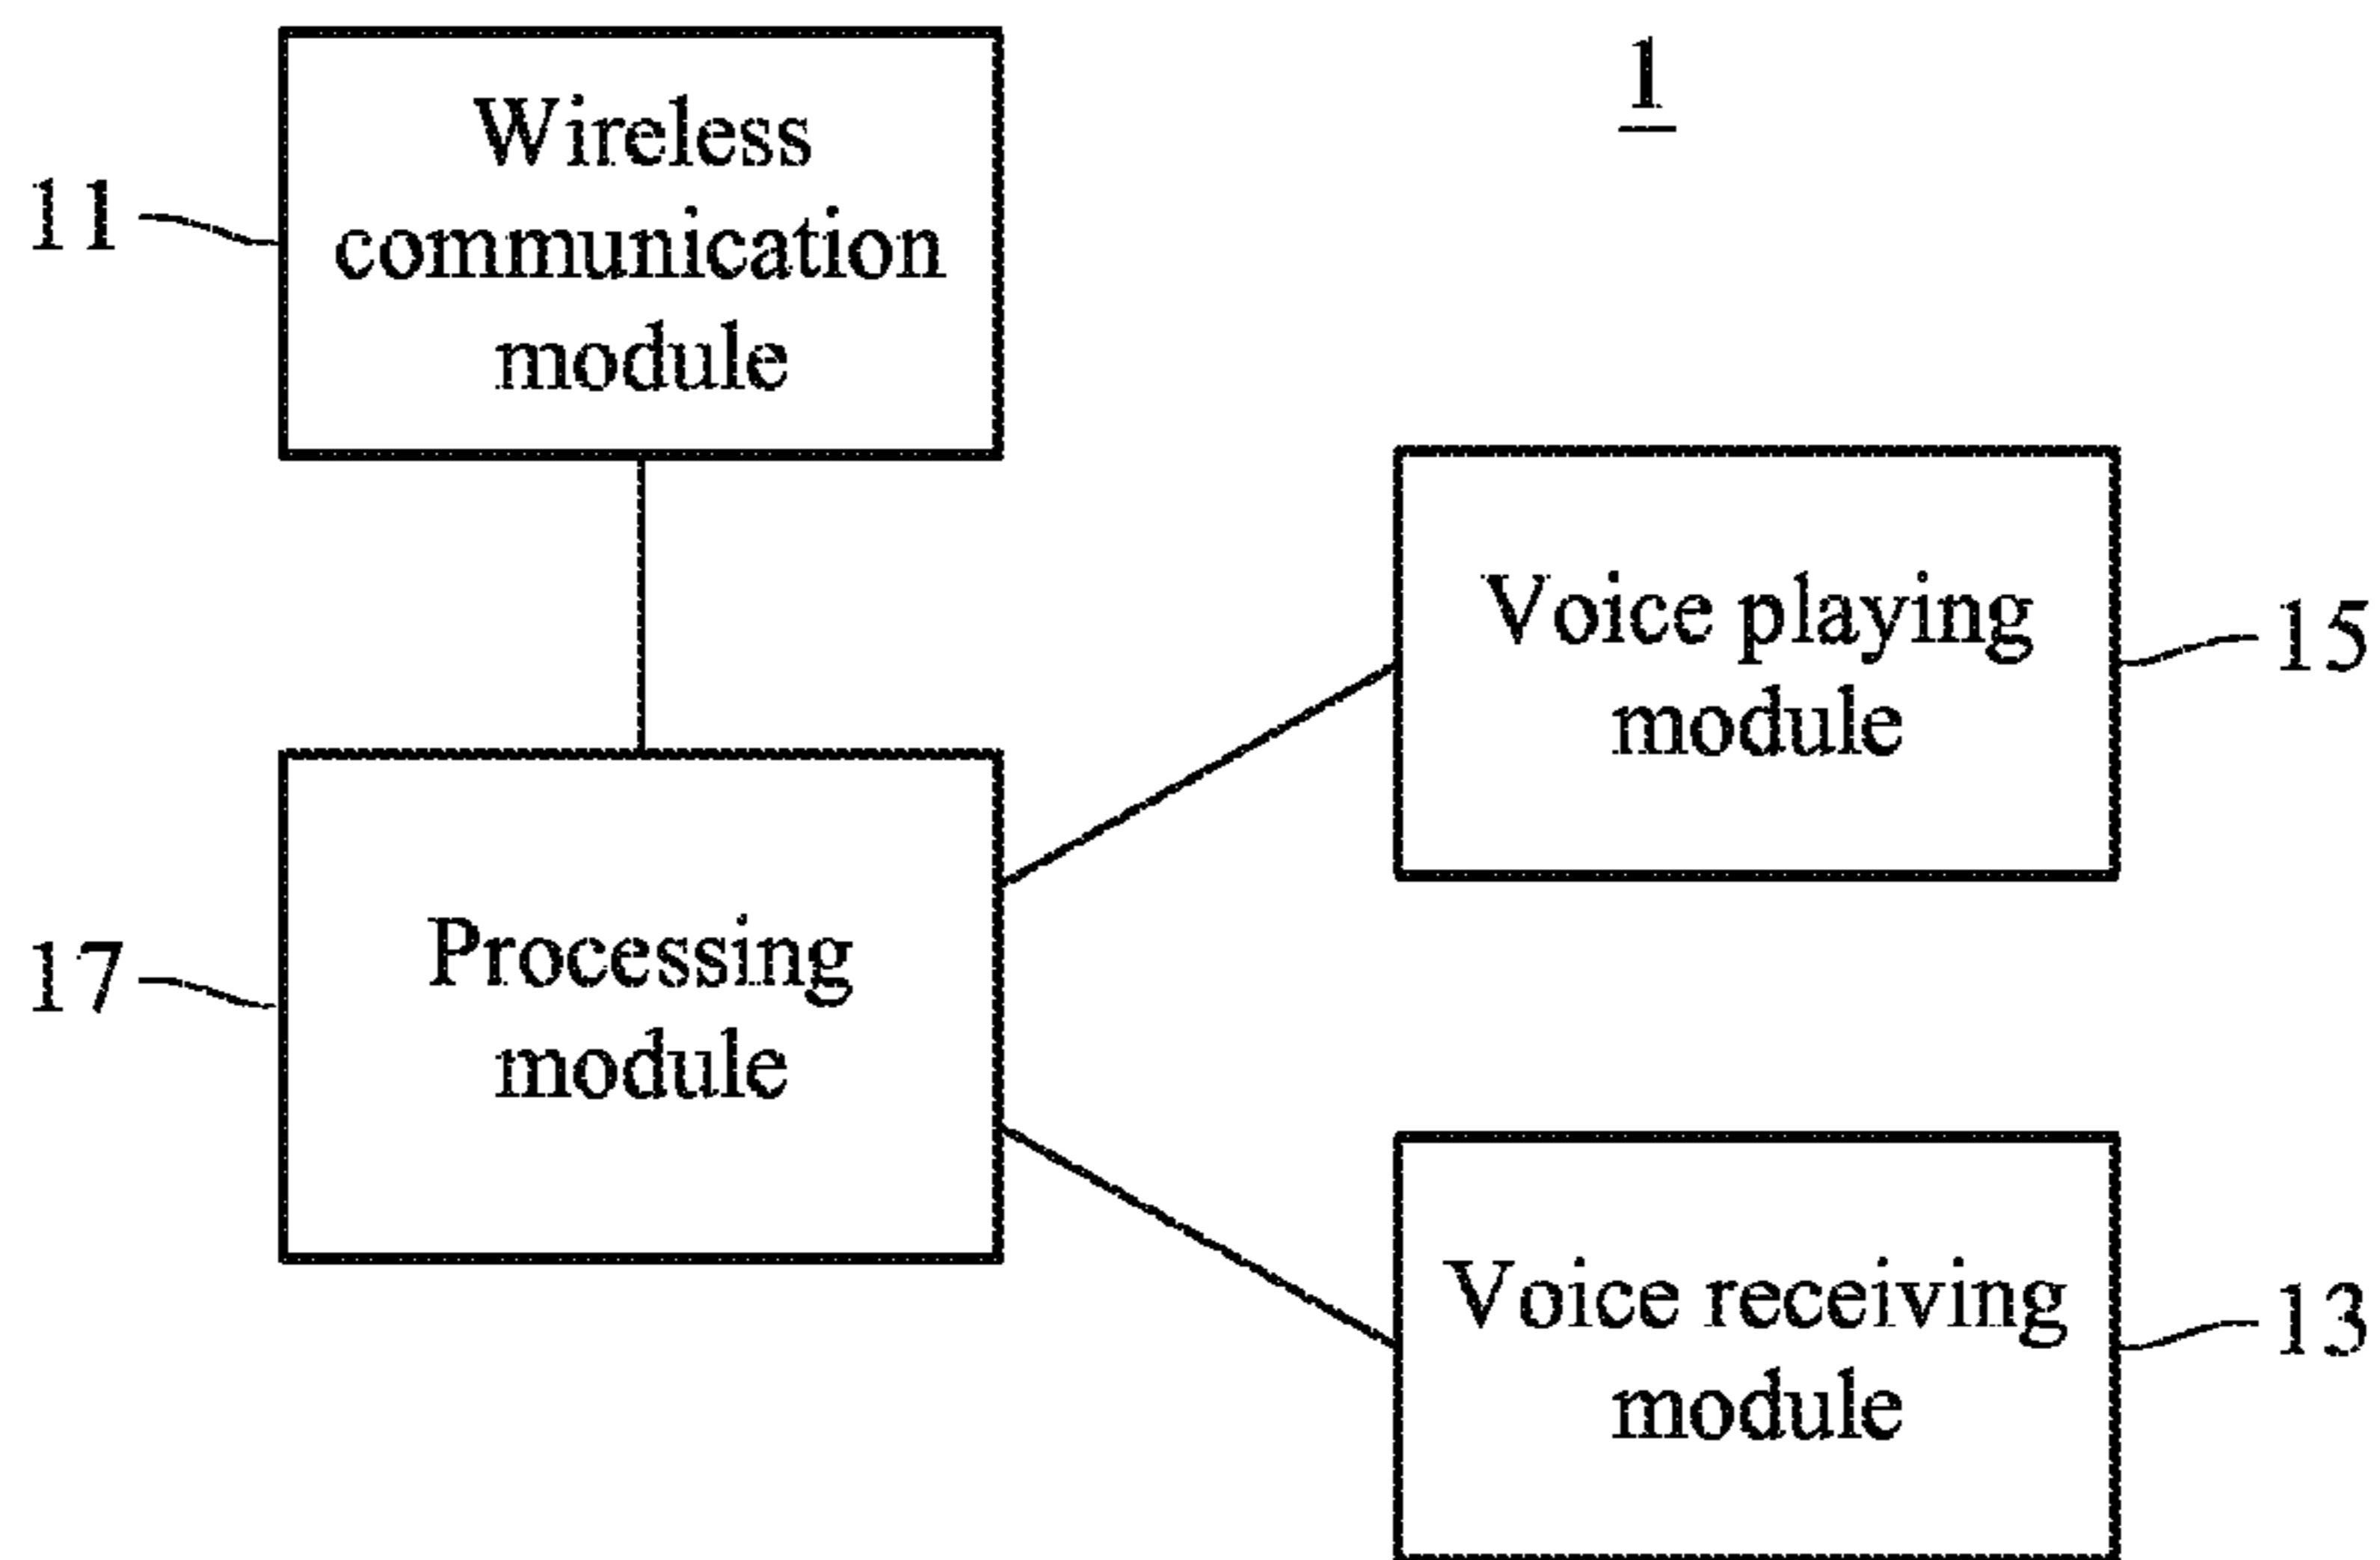 1
Wireless
communication
module
11
Voice playing
module
15
Processing
module
17
Voice receiving
module
13